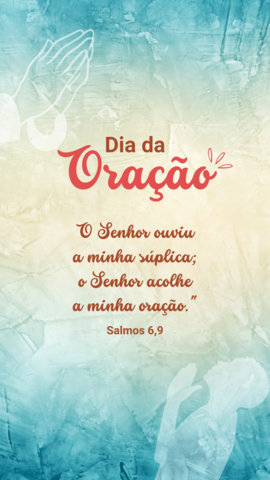 Dia da
Oração
"O Senhor ouviu
a minha súplica;
o Senhor acolhe
a minha oração."
Salmos 6,9